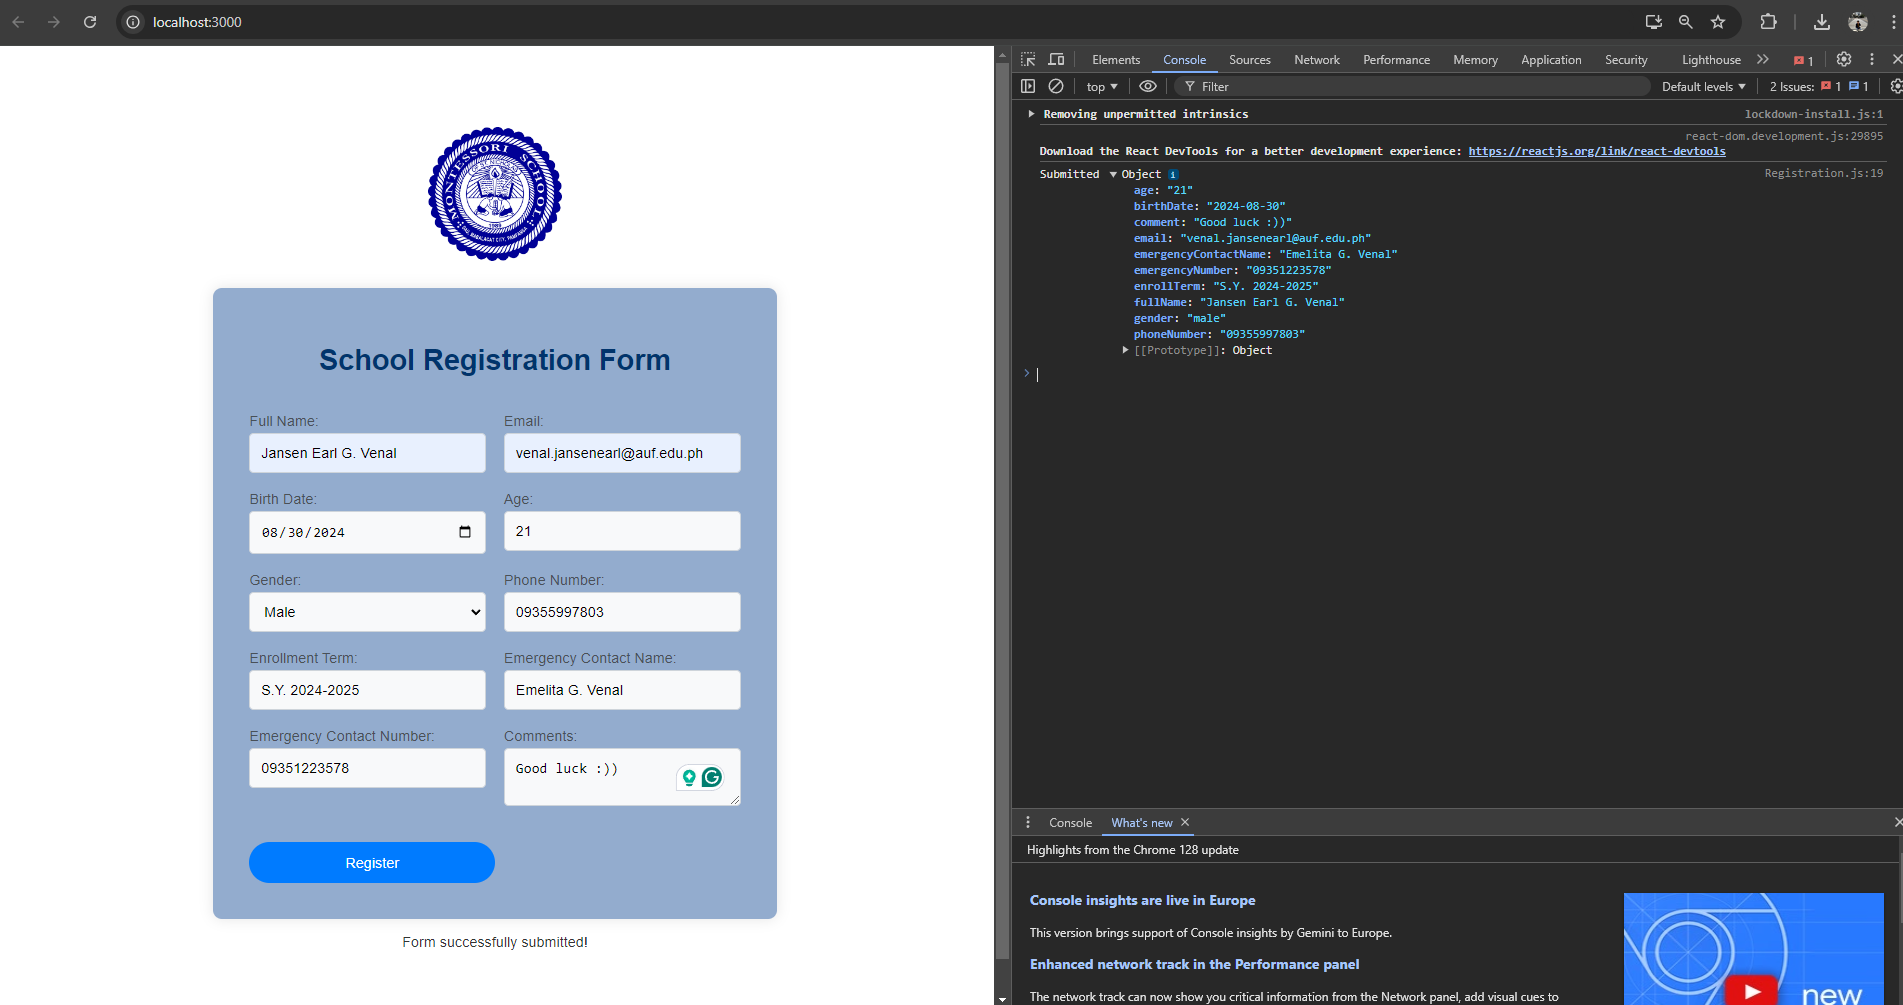 localhost:3000
MONTESSORI SCHOOL
DAU, MABALACAT CITY, PAMPANGA
School Registration Form
Full Name:
Email:
Jansen Earl G. Venal
venal.jansenearl@auf.edu.ph
Birth Date:
Age:
08/30/2024
21
Gender:
Phone Number:
Male
09355997803
Enrollment Term:
Emergency Contact Name:
S.Y. 2024-2025
Emelita G. Venal
Emergency Contact Number:
Comments:
09351223578
Good luck :))
Register
Form successfully submitted!
Elements Console Sources Network Performance Memory Application Security Lighthouse 1
top Filter Default levels 2 Issues: 1 1
Removing unpermitted intrinsics lockdown-install.js:1
react-dom.development.js:29895
Download the React DevTools for a better development experience: https://reactjs.org/link/react-devtools
Submitted Object i Registration.js:19
age: "21"
birthDate: "2024-08-30"
comment: "Good luck :))"
email: "venal.jansenearl@auf.edu.ph"
emergencyContactName: "Emelita G. Venal"
emergencyNumber: "09351223578"
enrollTerm: "S.Y. 2024-2025"
fullName: "Jansen Earl G. Venal"
gender: "male"
phoneNumber: "09355997803"
[[Prototype]]: Object
Console What's new
Highlights from the Chrome 128 update
Console insights are live in Europe
This version brings support of Console insights by Gemini to Europe.
Enhanced network track in the Performance panel
The network track can now show you critical information from the Network panel, add visual cues to
new